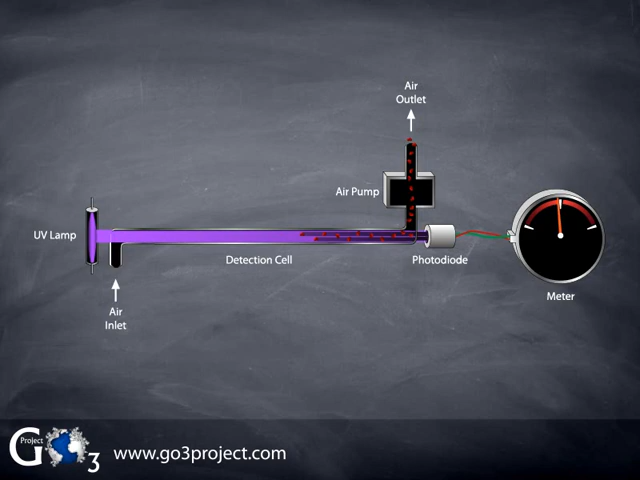 Air
Outlet
Air Pump
UV Lamp
Detection Cell
Photodiode
Air
Inlet
Meter
Project
G 3
www.go3project.com